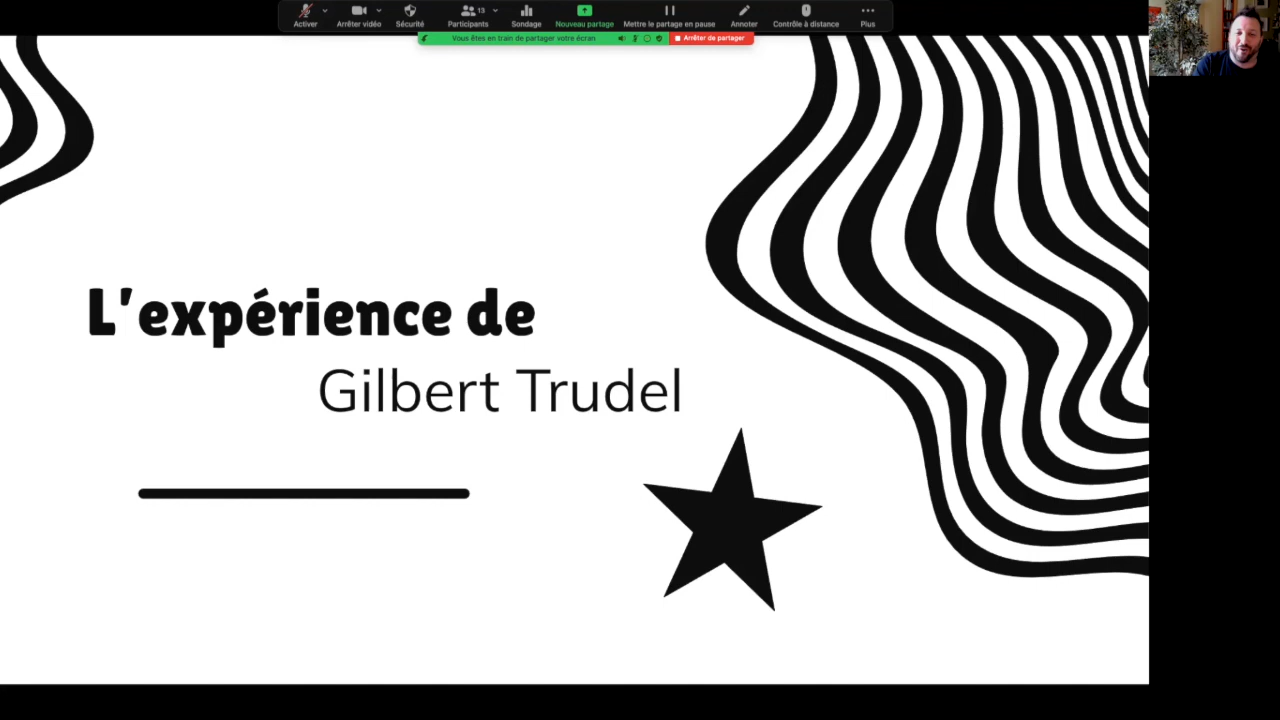 Activer
Arrêter vidéo
Sécurité
Participants
13
Sondage
Nouveau partage
Mettre le partage en pause
Annoter
Contrôle à distance
Plus
Vous êtes en train de partager votre écran
Arrêter de partager
L'expérience de
Gilbert Trudel